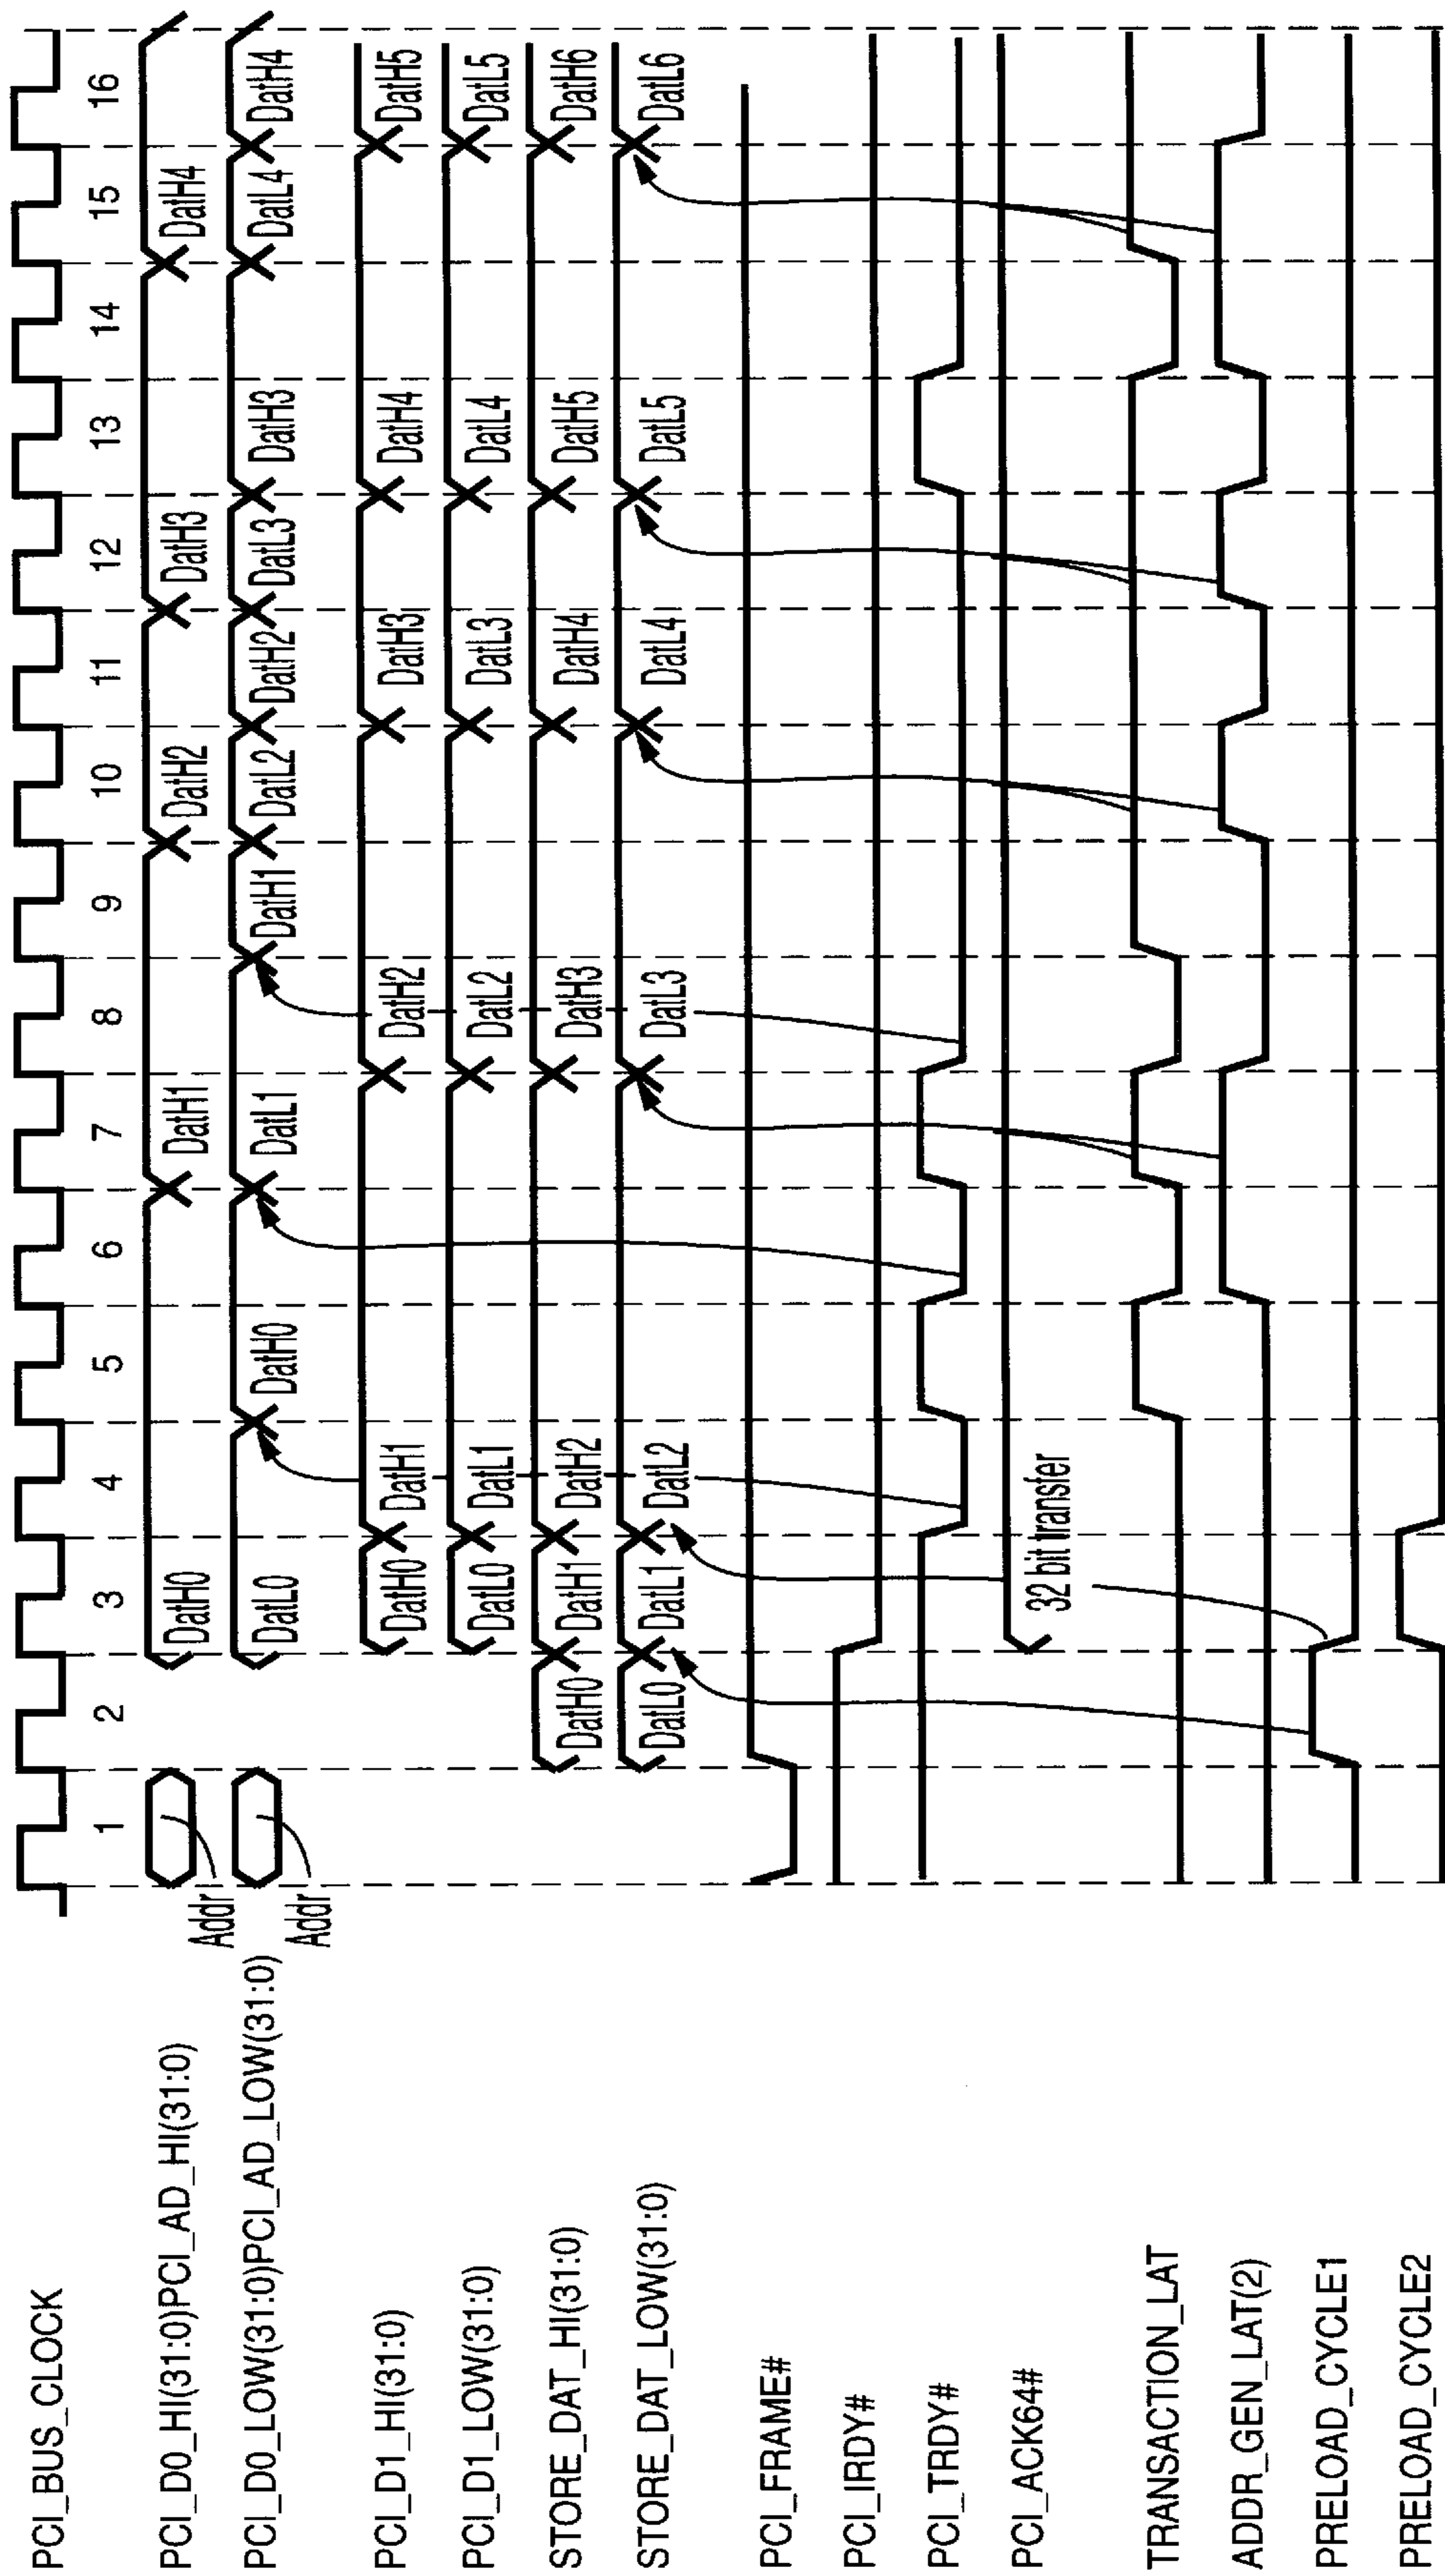 PCI_BUS_CLOCK
1 2 3 4 5 6 7 8 9 10 11 12 13 14 15 16
PCI_D0_HI(31:0)PCI_AD_HI(31:0)
Addr DatH0 DatH1 DatH2 DatH3 DatH4
PCI_D0_LOW(31:0)PCI_AD_LOW(31:0)
Addr DatL0 DatH0 DatL1 DatH1 DatL2 DatH2 DatL3 DatH3 DatL4 DatH4
PCI_D1_HI(31:0)
DatH0 DatH1 DatH2 DatH3 DatH4 DatH5
PCI_D1_LOW(31:0)
DatL0 DatL1 DatL2 DatL3 DatL4 DatL5
STORE_DAT_HI(31:0)
DatH0 DatH1 DatH2 DatH3 DatH4 DatH5 DatH6
STORE_DAT_LOW(31:0)
DatL0 DatL1 DatL2 DatL3 DatL4 DatL5 DatL6
PCI_FRAME#
PCI_IRDY#
PCI_TRDY#
PCI_ACK64#
32 bit transfer
TRANSACTION_LAT
ADDR_GEN_LAT(2)
PRELOAD_CYCLE1
PRELOAD_CYCLE2